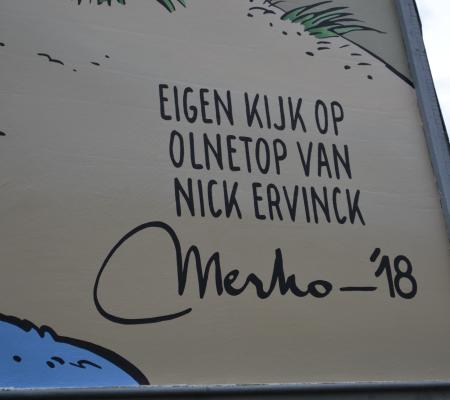 EIGEN KIJK OP
OLNETOP VAN
NICK ERVINCK
Merho – '18